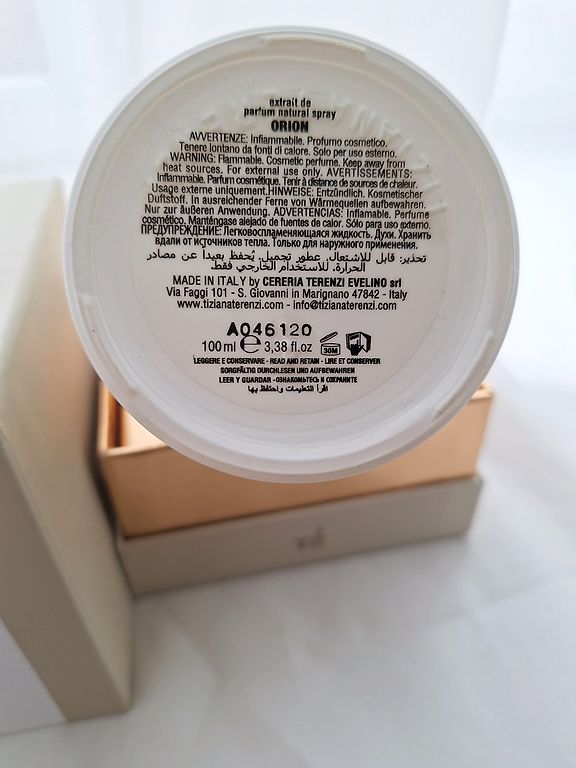 extrait de
parfum natural spray
ORION
AVVERTENZE: Infiammabile. Profumo cosmetico.
Tenere lontano da fonti di calore. Solo per uso esterno.
WARNING: Flammable. Cosmetic perfume. Keep away from
heat sources. For external use only. AVERTISSEMENTS:
Inflammable. Parfum cosmétique. Tenir à distance de sources de chaleur.
Usage externe uniquement.HINWEISE: Entzündlich. Kosmetischer
Duftstoff. In ausreichender Ferne von Wärmequellen aufbewahren.
Nur zur äußeren Anwendung. ADVERTENCIAS: Inflamable. Perfume
cosmético. Manténgase alejado de fuentes de calor. Sólo para uso externo.
ПРЕДУПРЕЖДЕНИЕ: Легковоспламеняющаяся жидкость. Духи. Хранить
вдали от источников тепла. Только для наружного применения.
تحذير: قابل للاشتعال. عطور تجميل. يُحفظ بعيداً عن مصادر
الحرارة. للاستخدام الخارجي فقط.
MADE IN ITALY by CERERIA TERENZI EVELINO srl
Via Faggi 101 - S. Giovanni in Marignano 47842 - Italy
www.tizianaterenzi.com - info@tizianaterenzi.com
A046120
100 ml e 3,38 fl.oz 30M
LEGGERE E CONSERVARE - READ AND RETAIN - LIRE ET CONSERVER
SORGFÄLTIG DURCHLESEN UND AUFBEWAHREN
LEER Y GUARDAR - ОЗНАКОМЬТЕСЬ И СОХРАНИТЕ
اقرأ التعليمات واحتفظ بها